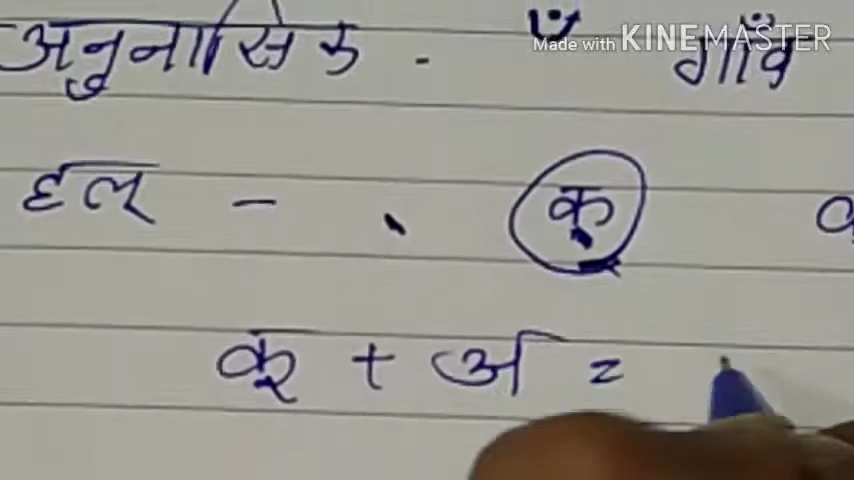 अनुनासिक - ँ गाँव
Made with KINEMASTER
हल् - ् क्
क् + अ =